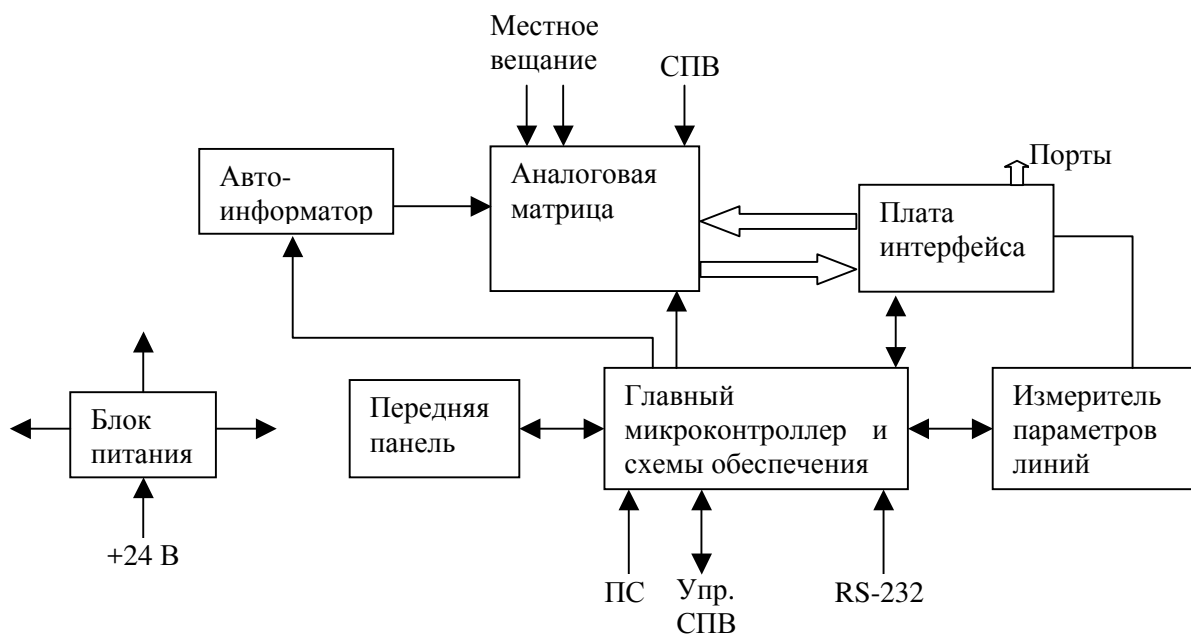 Местное
вещание
СПВ
Авто-
информатор
Аналоговая
матрица
Порты
Плата
интерфейса
Блок
питания
+24 В
Передняя
панель
Главный
микроконтроллер и
схемы обеспечения
Измеритель
параметров
линий
ПС
Упр.
СПВ
RS-232